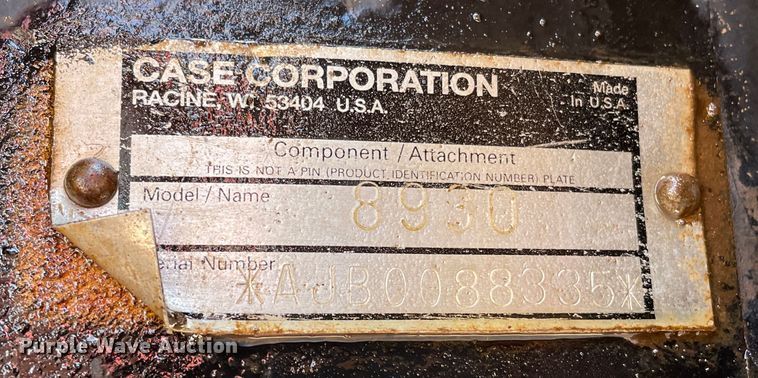 CASE CORPORATION
RACINE, W. 53404 U.S.A.
Made
In U.S.A.
Component / Attachment
THIS IS NOT A PIN (PRODUCT IDENTIFICATION NUMBER) PLATE
Model / Name 8930
erial Number
*AJB0088335*
Purple Wave Auction